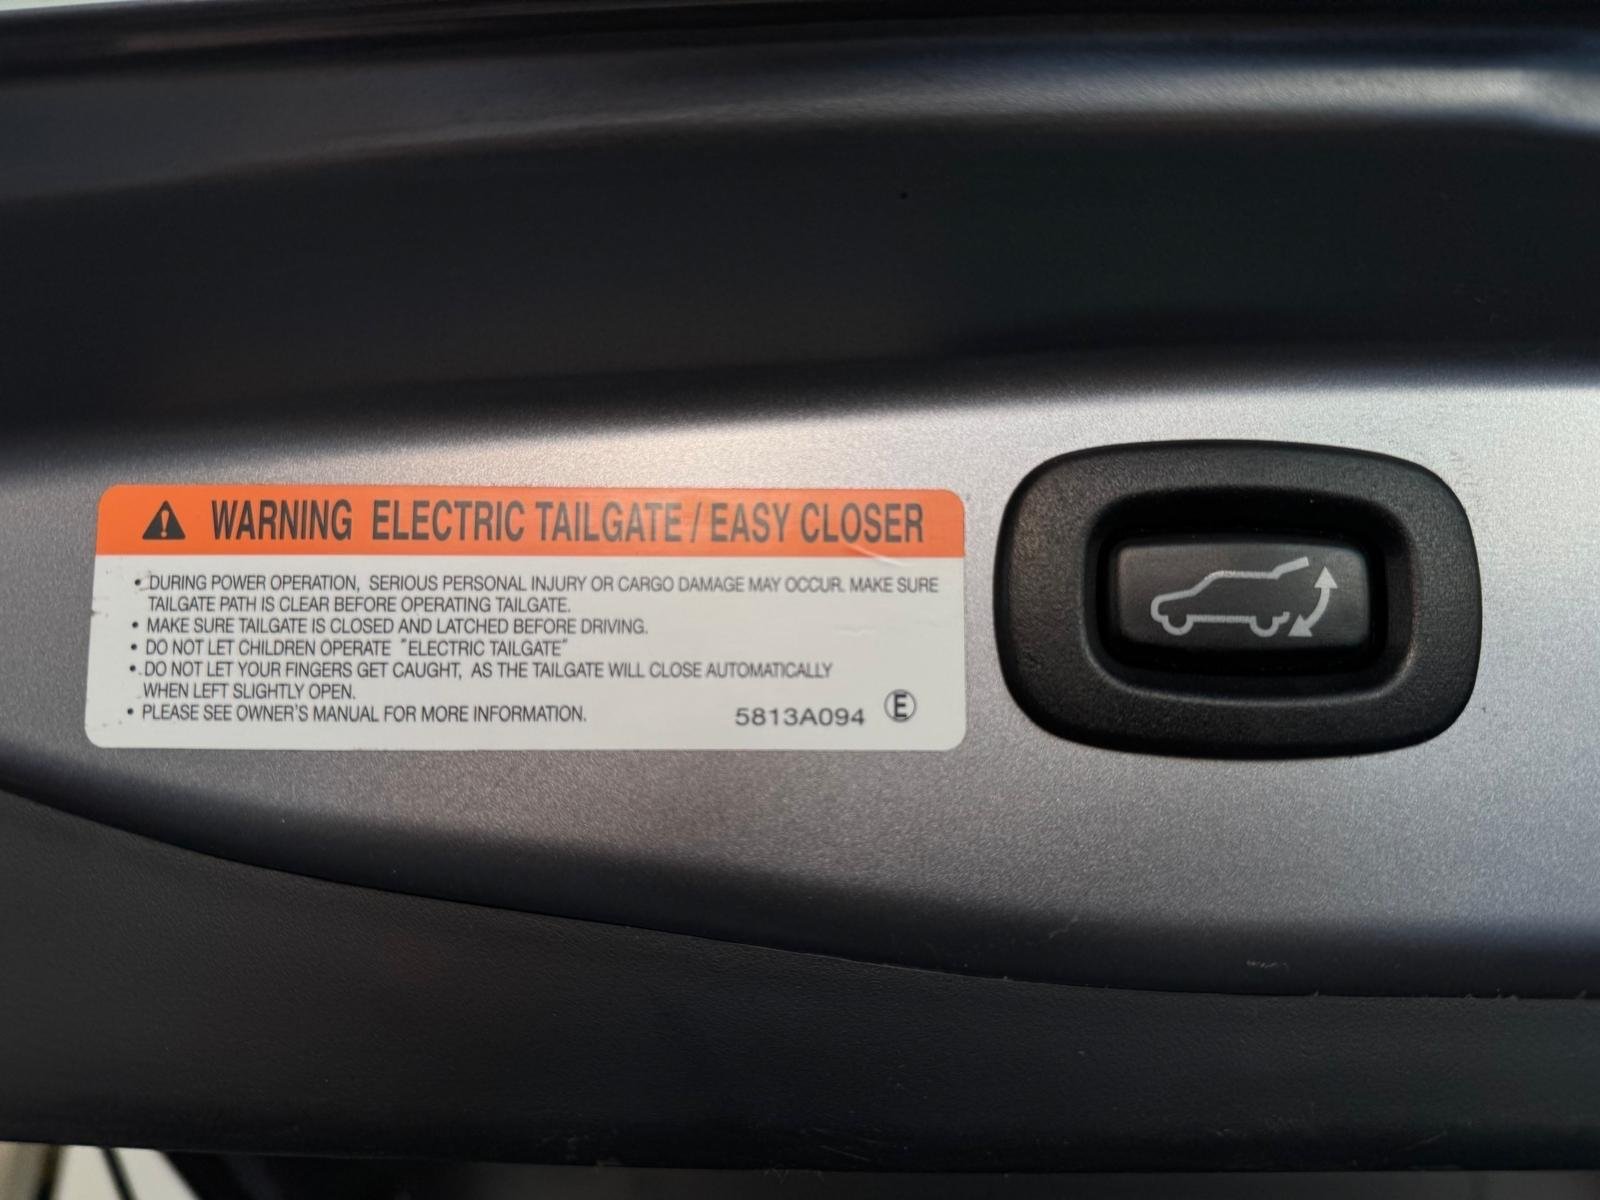 WARNING ELECTRIC TAILGATE / EASY CLOSER
• DURING POWER OPERATION, SERIOUS PERSONAL INJURY OR CARGO DAMAGE MAY OCCUR. MAKE SURE
TAILGATE PATH IS CLEAR BEFORE OPERATING TAILGATE.
• MAKE SURE TAILGATE IS CLOSED AND LATCHED BEFORE DRIVING.
• DO NOT LET CHILDREN OPERATE "ELECTRIC TAILGATE"
• DO NOT LET YOUR FINGERS GET CAUGHT, AS THE TAILGATE WILL CLOSE AUTOMATICALLY
WHEN LEFT SLIGHTLY OPEN.
• PLEASE SEE OWNER'S MANUAL FOR MORE INFORMATION.
5813A094 Ⓔ